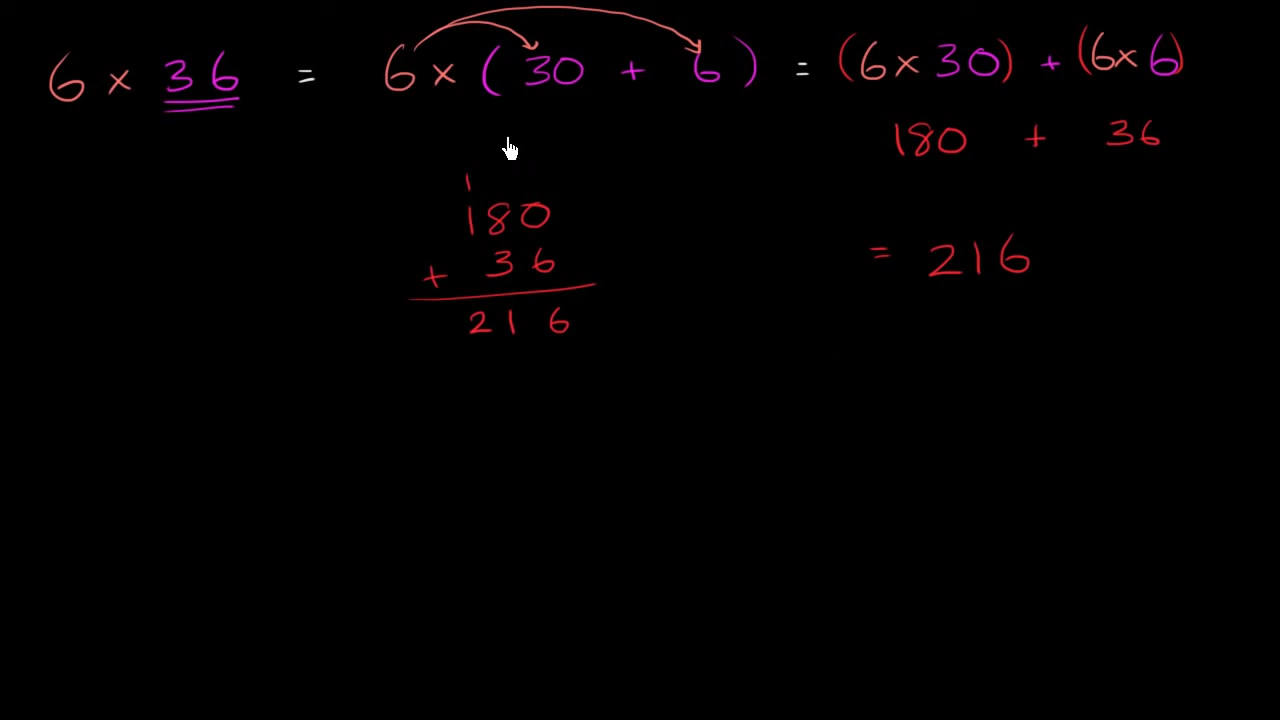 6 × 36 = 6 × ( 30 + 6 ) = (6 × 30) + (6 × 6)
180 + 36
1
180
+ 36
216
= 216